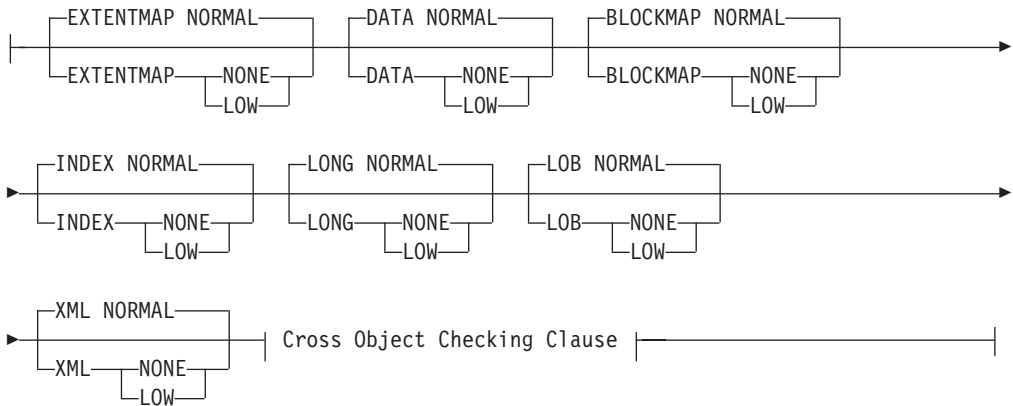 EXTENTMAP NORMAL DATA NORMAL BLOCKMAP NORMAL
EXTENTMAP NONE DATA NONE BLOCKMAP NONE
LOW LOW LOW
INDEX NORMAL LONG NORMAL LOB NORMAL
INDEX NONE LONG NONE LOB NONE
LOW LOW LOW
XML NORMAL
Cross Object Checking Clause
XML NONE
LOW